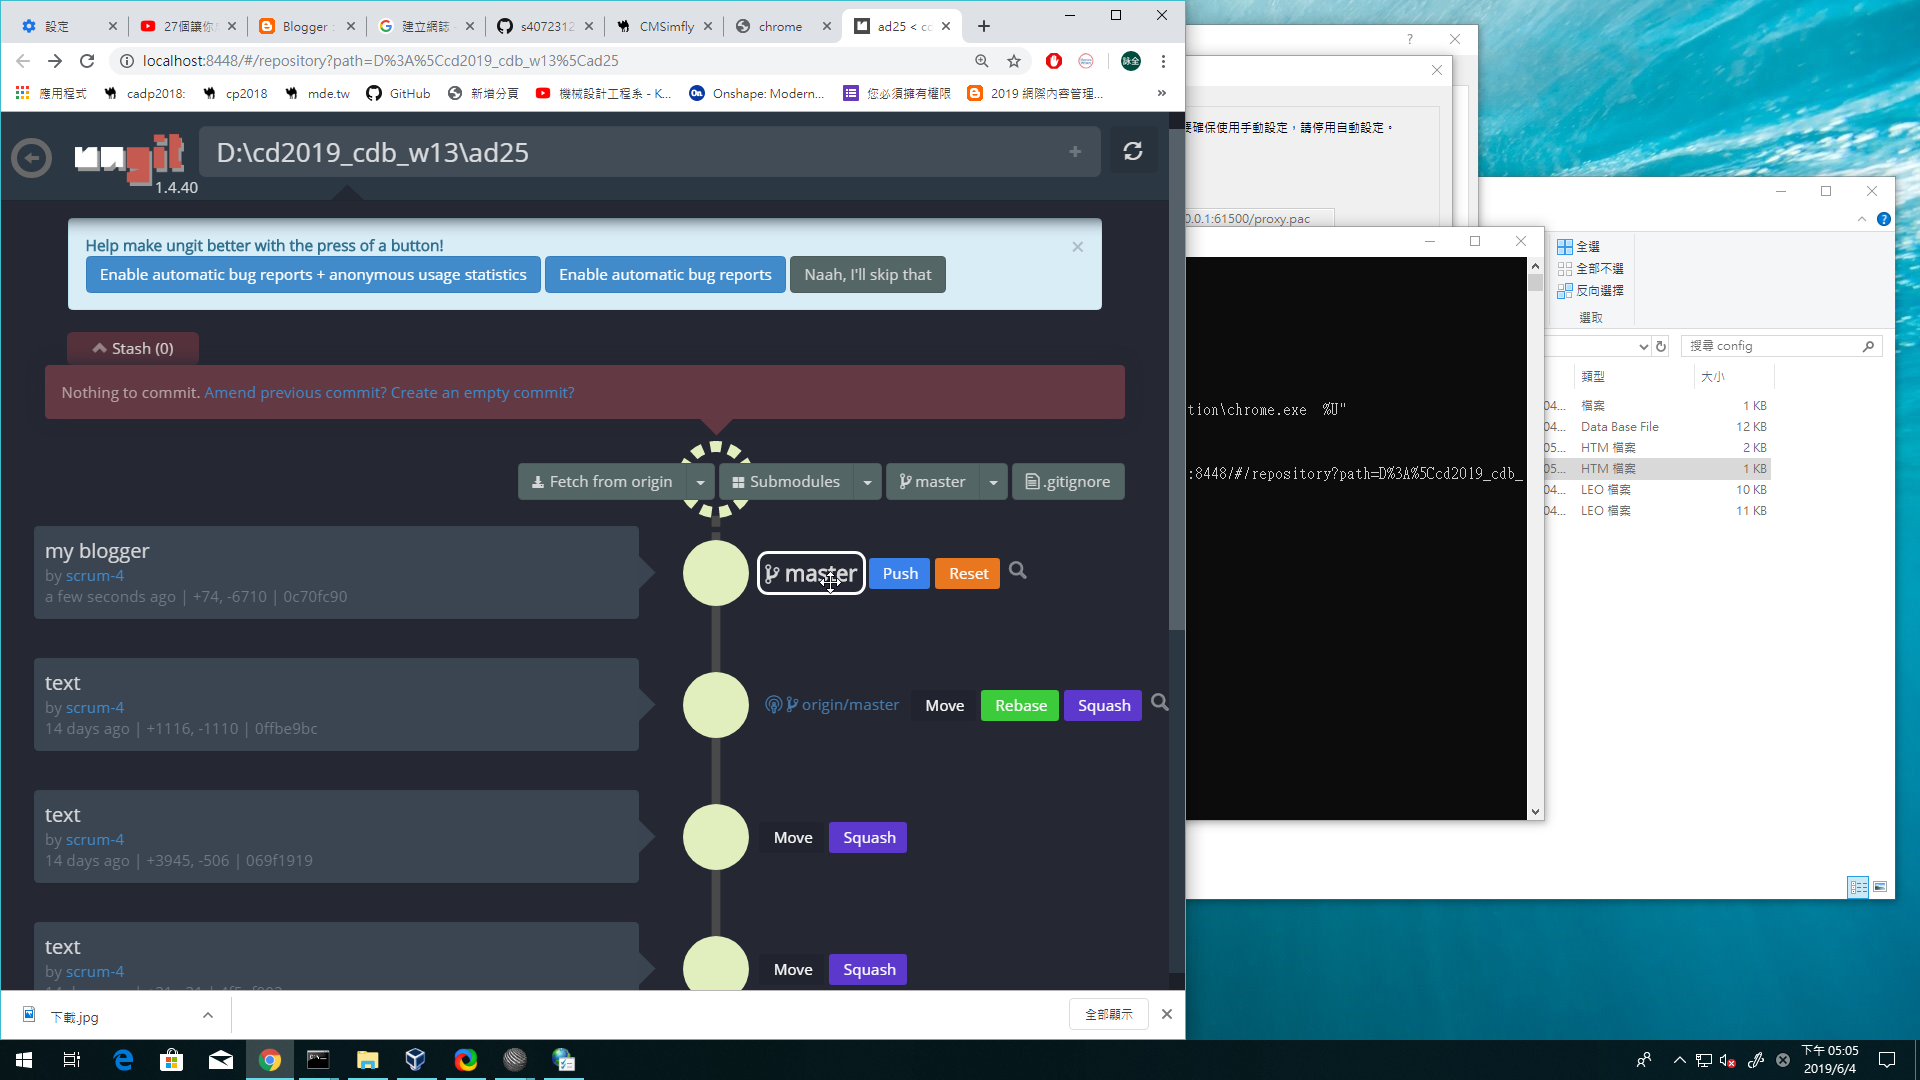 設定
27個讓你
Blogger
建立網誌
s4072312
CMSimfly
chrome
ad25 < cd
localhost:8448/#/repository?path=D%3A%5Ccd2019_cdb_w13%5Cad25
詠全
應用程式
cadp2018:
cp2018
mde.tw
GitHub
新增分頁
機械設計工程系 - K...
Onshape: Modern...
您必須擁有權限
2019 網際內容管理...
»
ungit
1.4.40
D:\cd2019_cdb_w13\ad25
Help make ungit better with the press of a button!
Enable automatic bug reports + anonymous usage statistics
Enable automatic bug reports
Naah, I'll skip that
Stash (0)
Nothing to commit. Amend previous commit? Create an empty commit?
Fetch from origin
Submodules
master
.gitignore
my blogger
by scrum-4
a few seconds ago | +74, -6710 | 0c70fc90
master
Push
Reset
text
by scrum-4
14 days ago | +1116, -1110 | 0ffbe9bc
origin/master
Move
Rebase
Squash
text
by scrum-4
14 days ago | +3945, -506 | 069f1919
Move
Squash
text
by scrum-4
Move
Squash
下載.jpg
全部顯示
要確保使用手動設定，請停用自動設定。
0.0.1:61500/proxy.pac
tion\chrome.exe  %U"
:8448/#/repository?path=D%3A%5Ccd2019_cdb_
全選
全部不選
反向選擇
選取
搜尋 config
類型
大小
04... 檔案 1 KB
04... Data Base File 12 KB
05... HTM 檔案 2 KB
05... HTM 檔案 1 KB
04... LEO 檔案 10 KB
04... LEO 檔案 11 KB
下午 05:05
2019/6/4